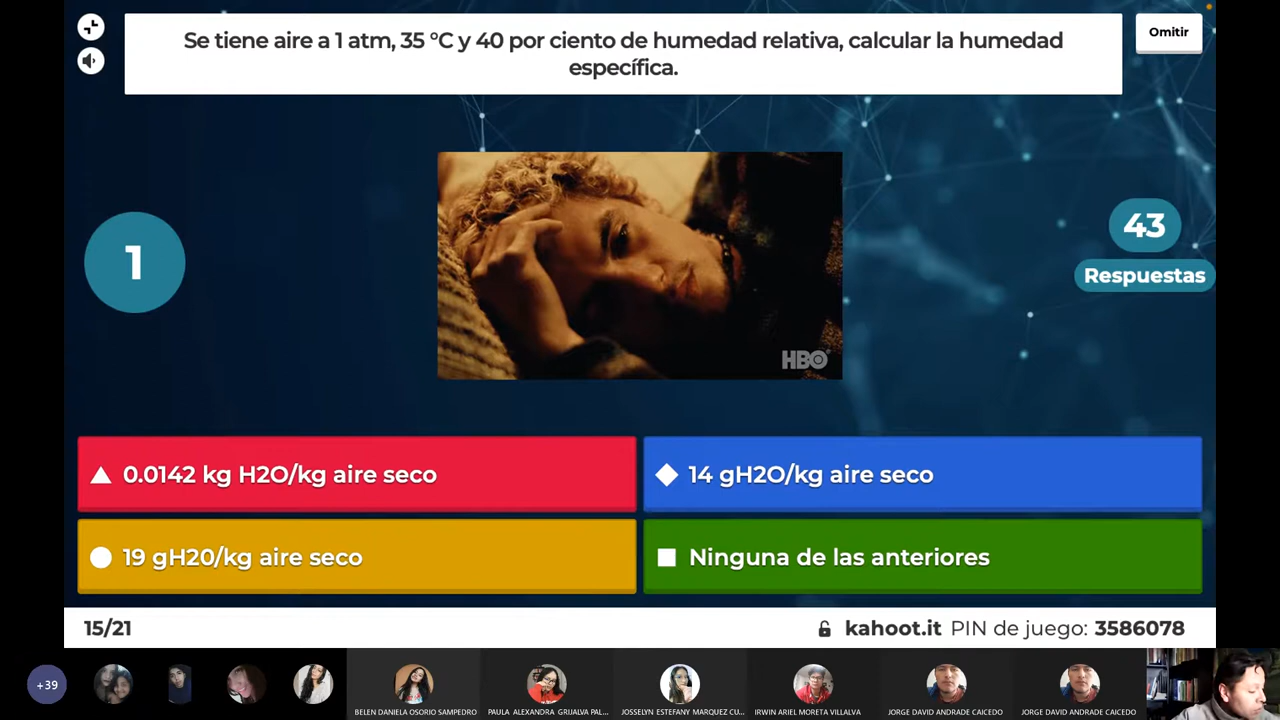 Se tiene aire a 1 atm, 35 °C y 40 por ciento de humedad relativa, calcular la humedad
específica.
Omitir
1
43
Respuestas
HBO
0.0142 kg H2O/kg aire seco
14 gH2O/kg aire seco
19 gH20/kg aire seco
Ninguna de las anteriores
15/21
kahoot.it PIN de juego: 3586078
+39
BELEN DANIELA OSORIO SAMPEDRO
PAULA ALEXANDRA GRIJALVA PAL...
JOSSELYN ESTEFANY MARQUEZ CU...
IRWIN ARIEL MORETA VILLALVA
JORGE DAVID ANDRADE CAICEDO
JORGE DAVID ANDRADE CAICEDO